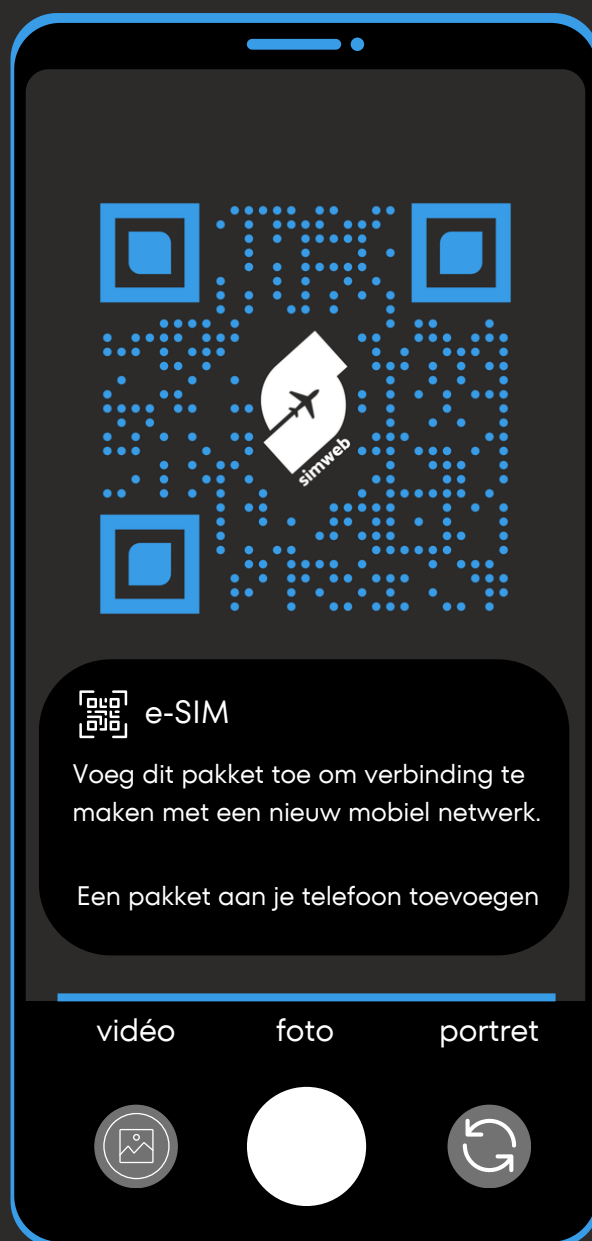 simweb
e-SIM
Voeg dit pakket toe om verbinding te
maken met een nieuw mobiel netwerk.
Een pakket aan je telefoon toevoegen
vidéo foto portret